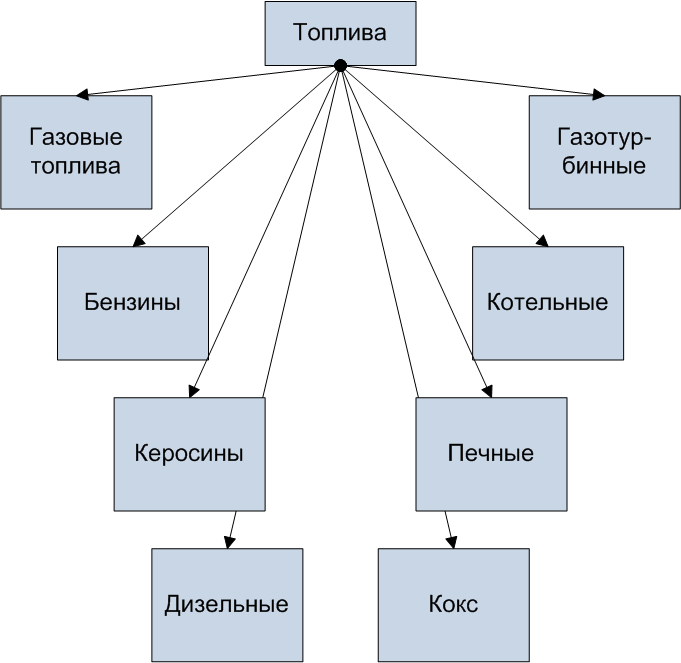 Топлива
Газовые
топлива
Газотур-
бинные
Бензины
Котельные
Керосины
Печные
Дизельные
Кокс